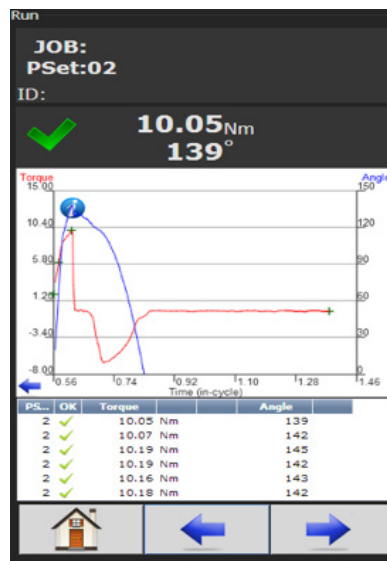 Run
JOB:
PSet:02
ID:
10.05Nm
139°
Torque Angle
15.00 150
10.40 120
5.80 90
1.20 60
-3.40 30
-8.00 0
0.56 0.74 0.92 1.10 1.28 1.46
Time (in-cycle)
PS... OK Torque Angle
2 10.05 Nm 139
2 10.07 Nm 142
2 10.19 Nm 145
2 10.19 Nm 142
2 10.16 Nm 143
2 10.18 Nm 142